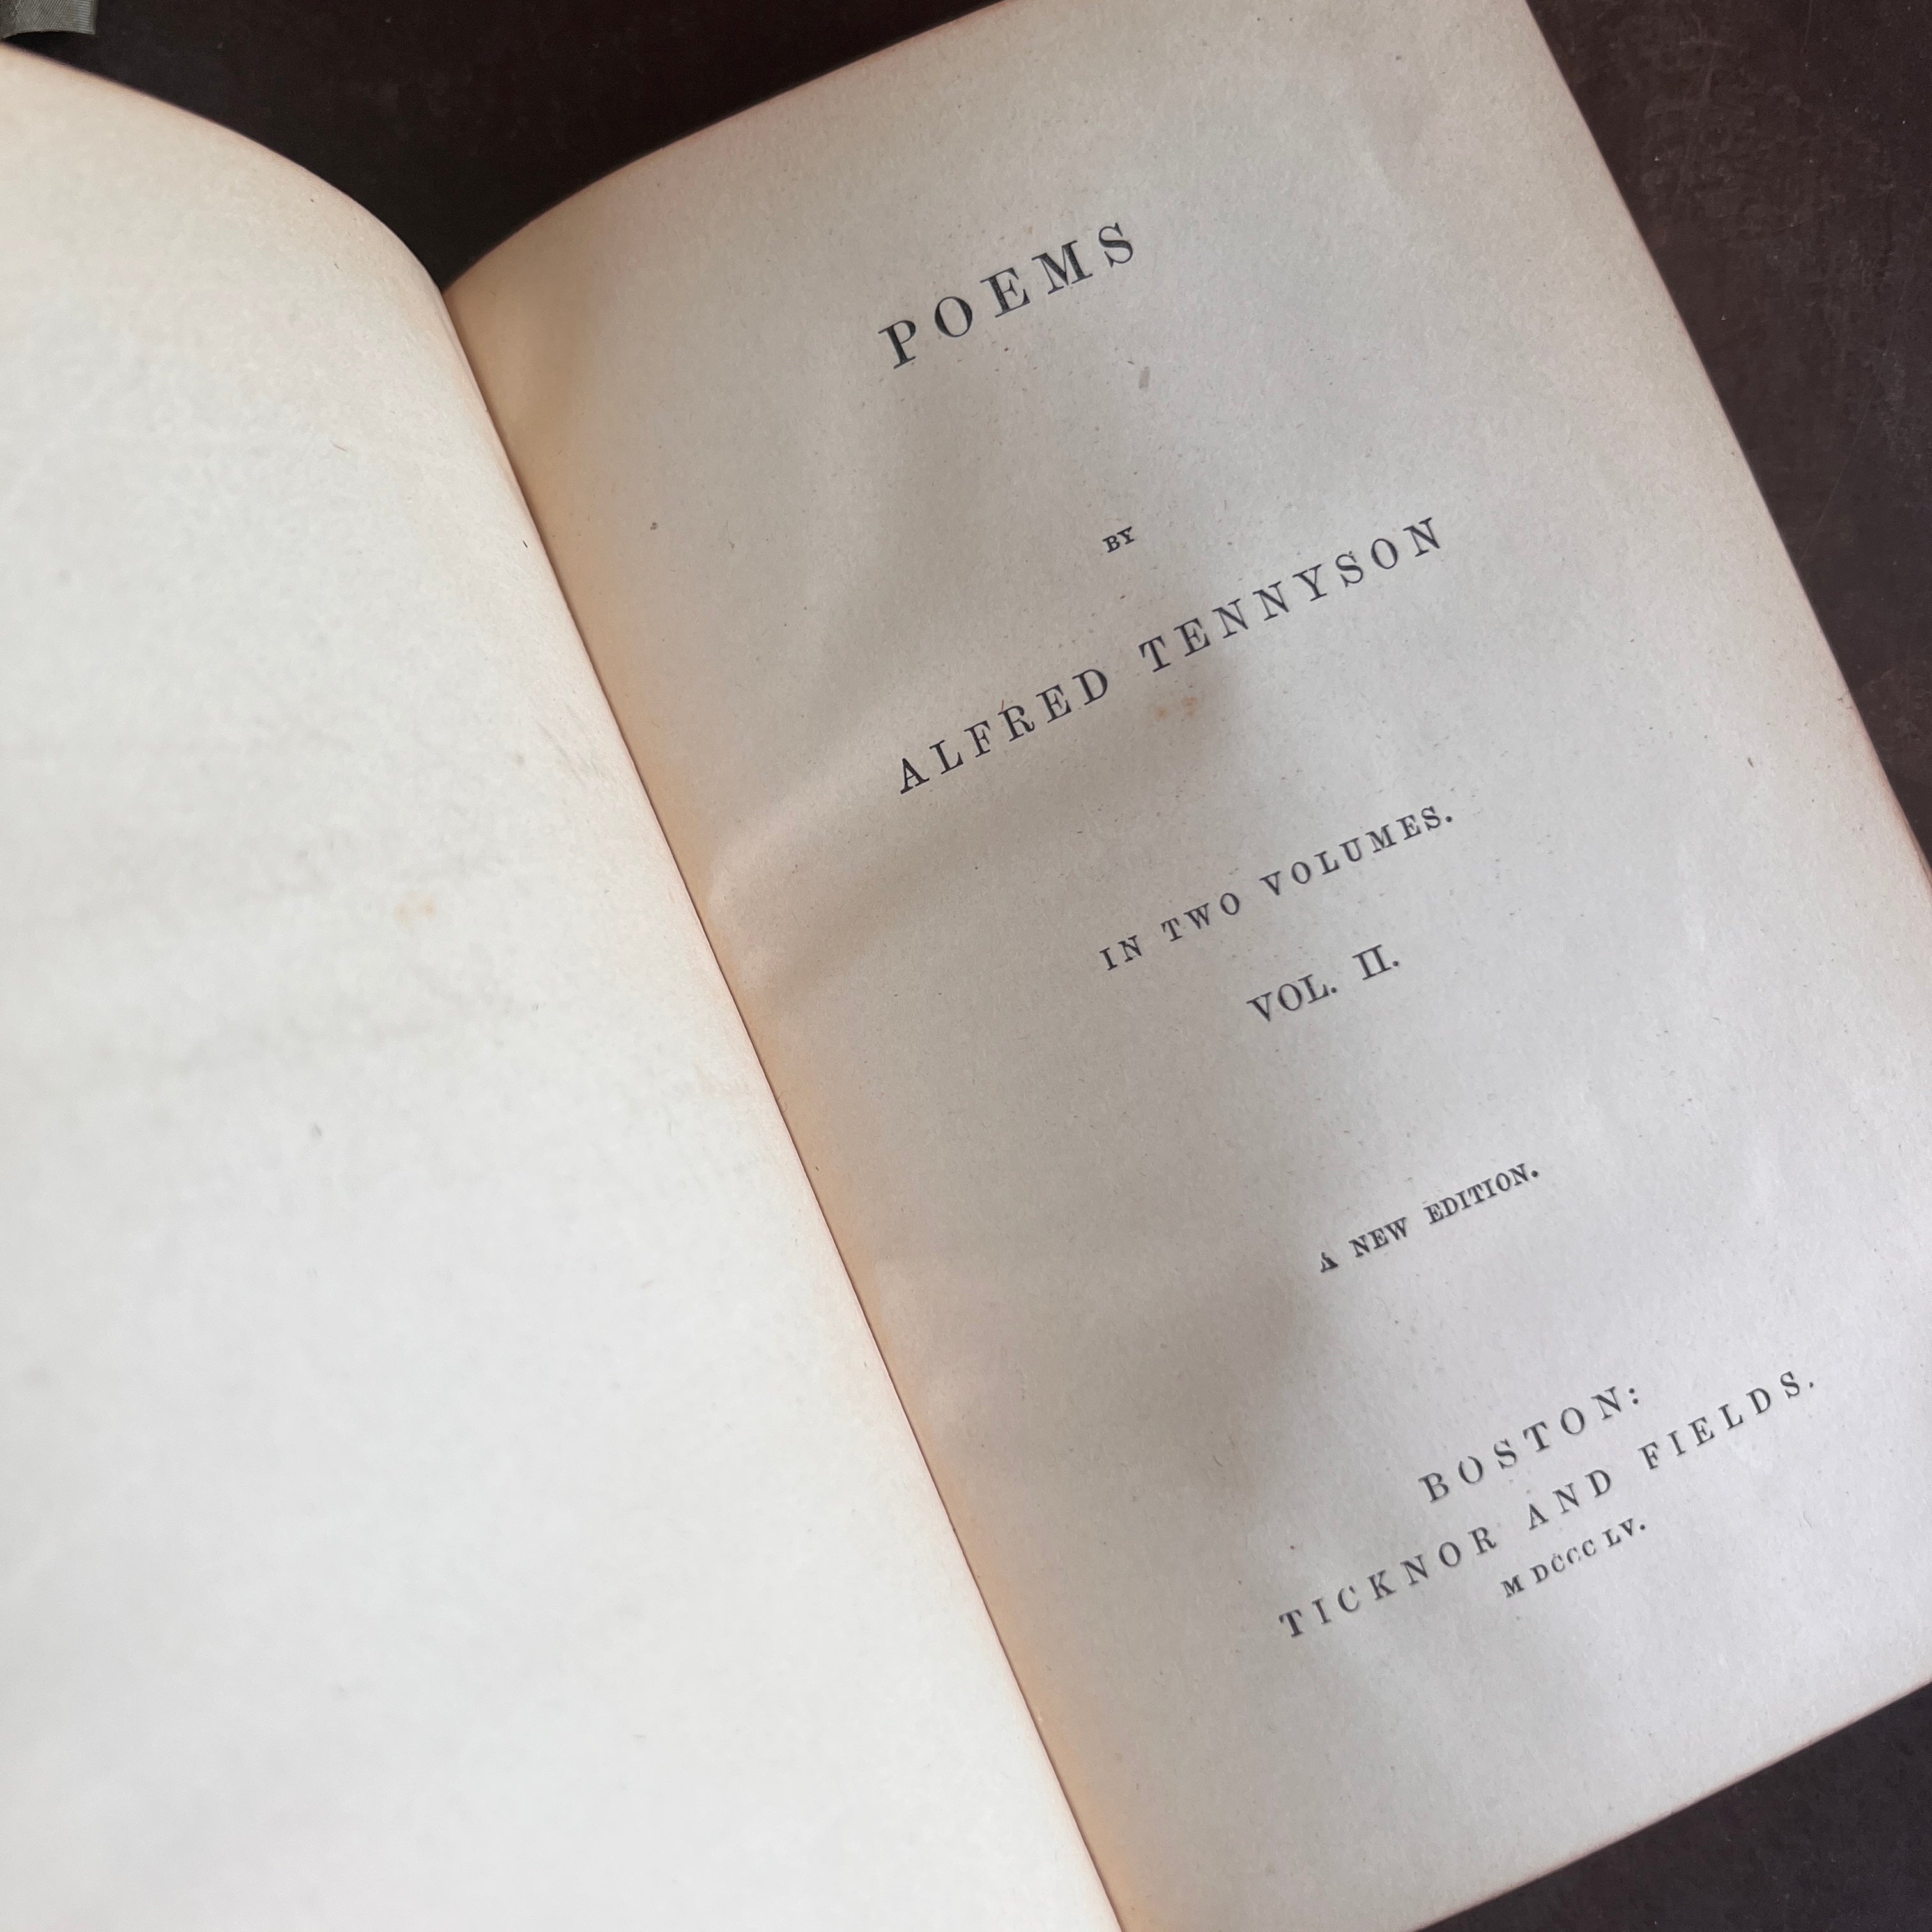 POEMS
BY
ALFRED TENNYSON
IN TWO VOLUMES.
VOL. II.
A NEW EDITION.
BOSTON:
TICKNOR AND FIELDS.
M DCCC LV.